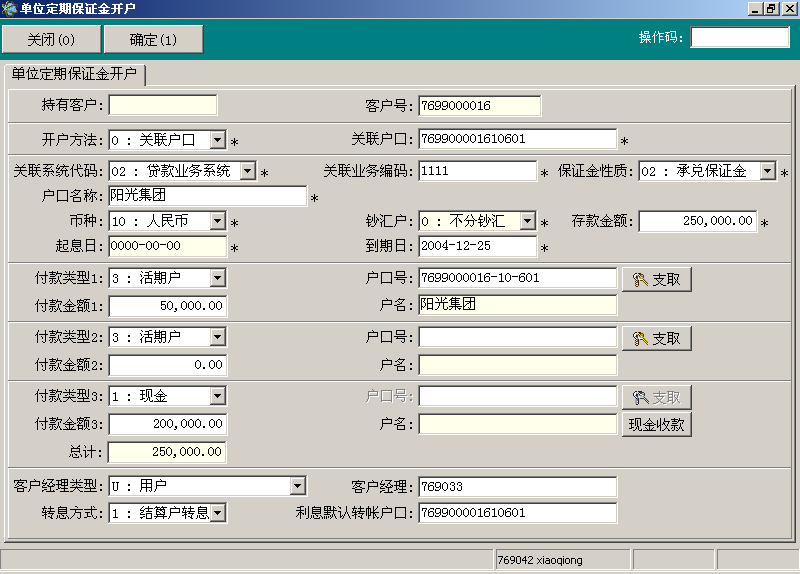 单位定期保证金开户
关闭(0) 确定(1) 操作码:
单位定期保证金开户
持有客户: 客户号: 7699000016
开户方法: 0 : 关联户口 * 关联户口: 7699000001610601 *
关联系统代码: 02 : 贷款业务系统 * 关联业务编码: 1111 * 保证金性质: 02 : 承兑保证金 *
户口名称: 阳光集团 *
币种: 10 : 人民币 * 钞汇户: 0 : 不分钞汇 * 存款金额: 250,000.00 *
起息日: 0000-00-00 * 到期日: 2004-12-25 *
付款类型1: 3 : 活期户 户口号: 7699000016-10-601 支取
付款金额1: 50,000.00 户名: 阳光集团
付款类型2: 3 : 活期户 户口号: 支取
付款金额2: 0.00 户名:
付款类型3: 1 : 现金 户口号: 支取
付款金额3: 200,000.00 户名: 现金收款
总计: 250,000.00
客户经理类型: U : 用户 客户经理: 769033
转息方式: 1 : 结算户转息 利息默认转帐户口: 769900001610601
769042 xiaoqiong